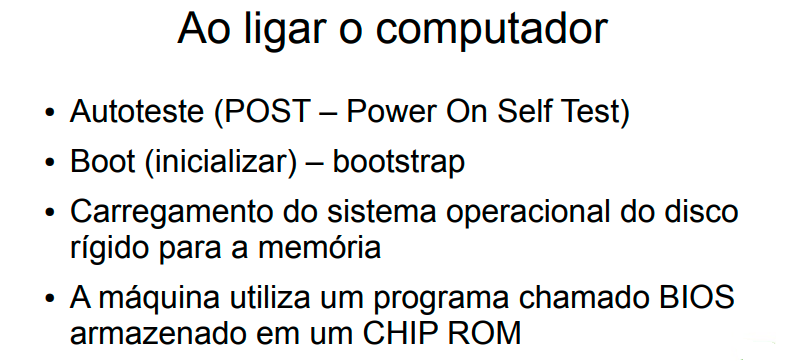 Ao ligar o computador
• Autoteste (POST – Power On Self Test)
• Boot (inicializar) – bootstrap
• Carregamento do sistema operacional do disco
rígido para a memória
• A máquina utiliza um programa chamado BIOS
armazenado em um CHIP ROM